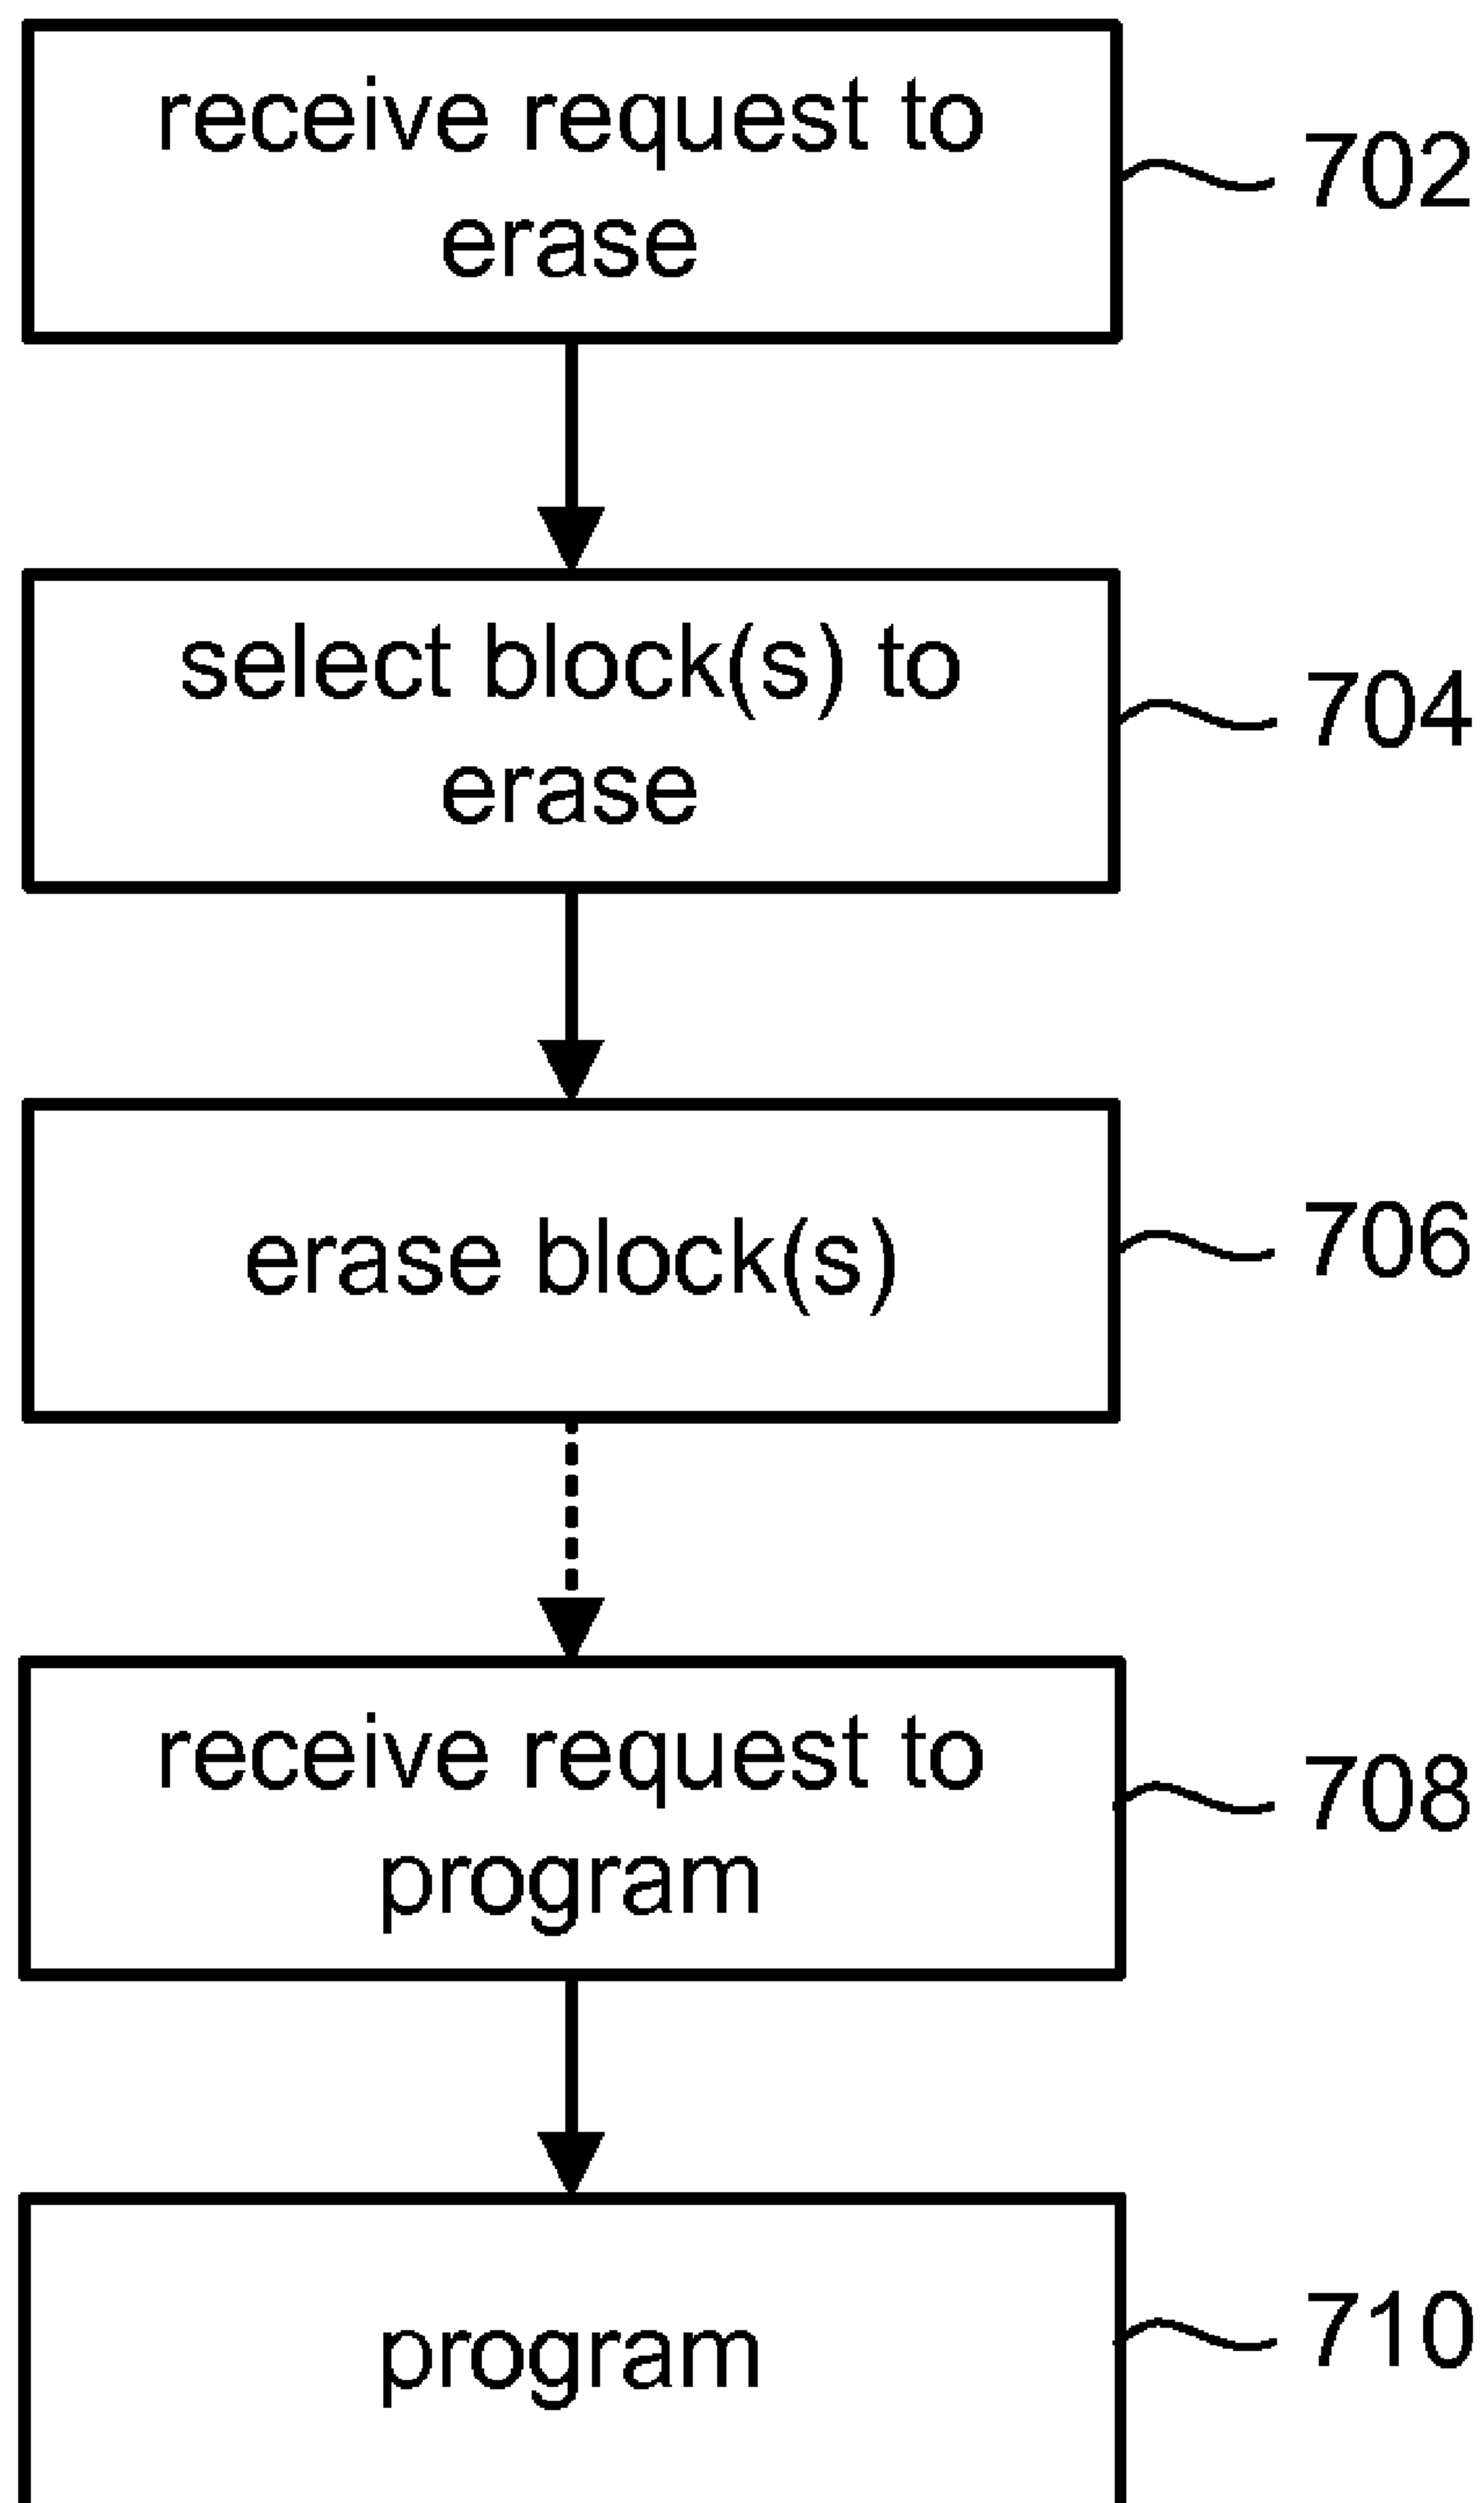 receive request to
erase
702
select block(s) to
erase
704
erase block(s)
706
receive request to
program
708
program
710